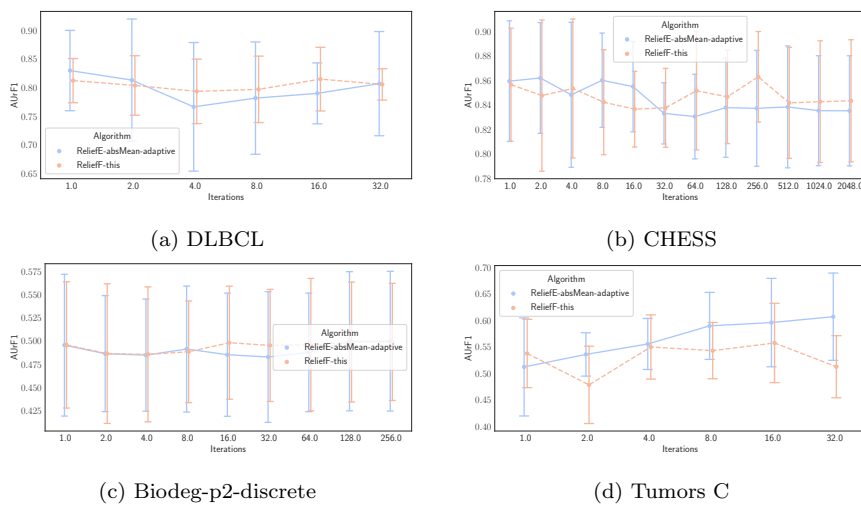 0.90
0.85
0.80
0.75
0.70
0.65
AUrF1
Algorithm
ReliefE-absMean-adaptive
ReliefF-this
1.0 2.0 4.0 8.0 16.0 32.0
Iterations
(a) DLBCL
0.90
0.88
0.86
0.84
0.82
0.80
0.78
AUrF1
Algorithm
ReliefE-absMean-adaptive
ReliefF-this
1.0 2.0 4.0 8.0 16.0 32.0 64.0 128.0 256.0 512.0 1024.0 2048.0
Iterations
(b) CHESS
0.575
0.550
0.525
0.500
0.475
0.450
0.425
AUrF1
Algorithm
ReliefE-absMean-adaptive
ReliefF-this
1.0 2.0 4.0 8.0 16.0 32.0 64.0 128.0 256.0
Iterations
(c) Biodeg-p2-discrete
0.70
0.65
0.60
0.55
0.50
0.45
0.40
AUrF1
Algorithm
ReliefE-absMean-adaptive
ReliefF-this
1.0 2.0 4.0 8.0 16.0 32.0
Iterations
(d) Tumors C